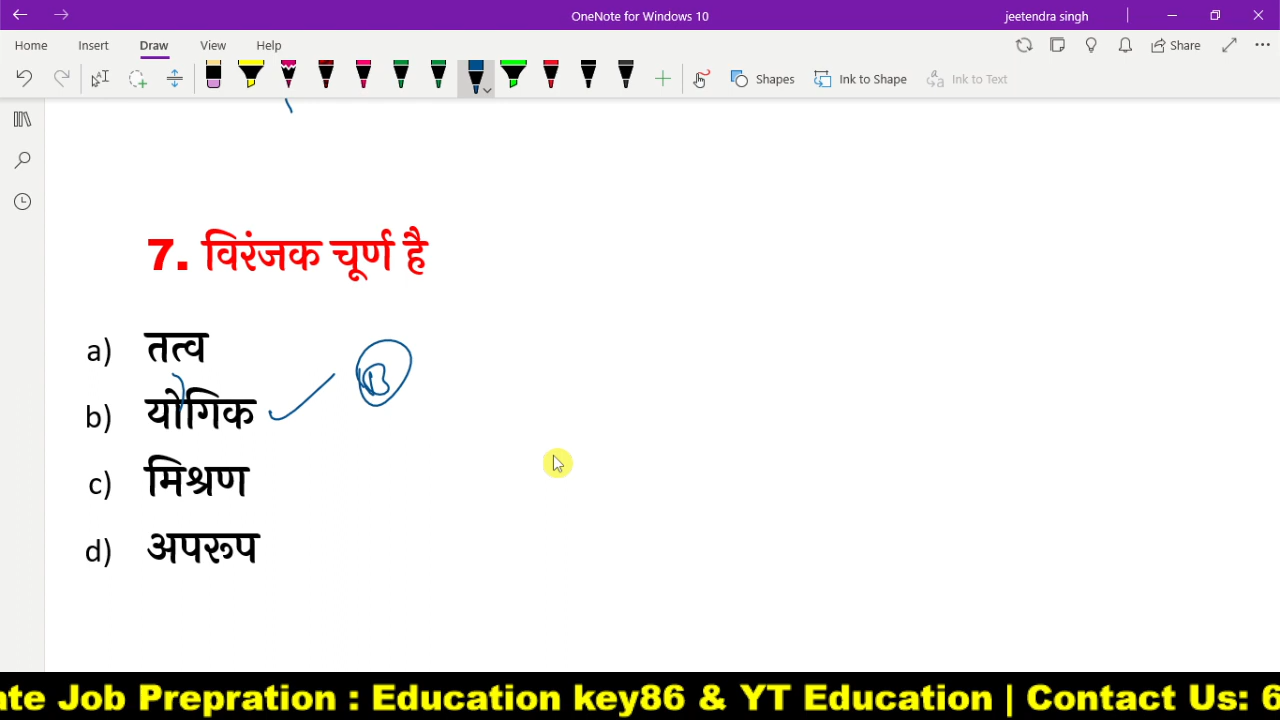 OneNote for Windows 10
jeetendra singh
Home Insert Draw View Help
Share
Shapes Ink to Shape Ink to Text
7. विरंजक चूर्ण है
a) तत्व
b) यौगिक
B
c) मिश्रण
d) अपरूप
ate Job Prepration : Education key86 & YT Education | Contact Us: 6